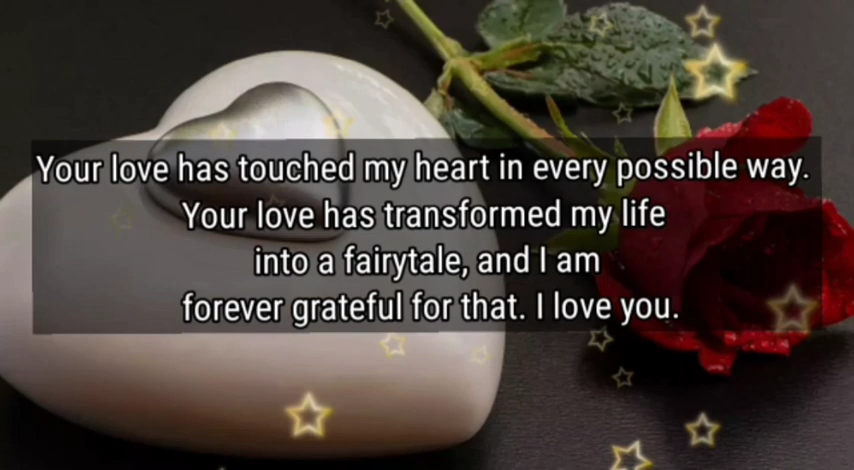 Your love has touched my heart in every possible way.
Your love has transformed my life
into a fairytale, and I am
forever grateful for that. I love you.